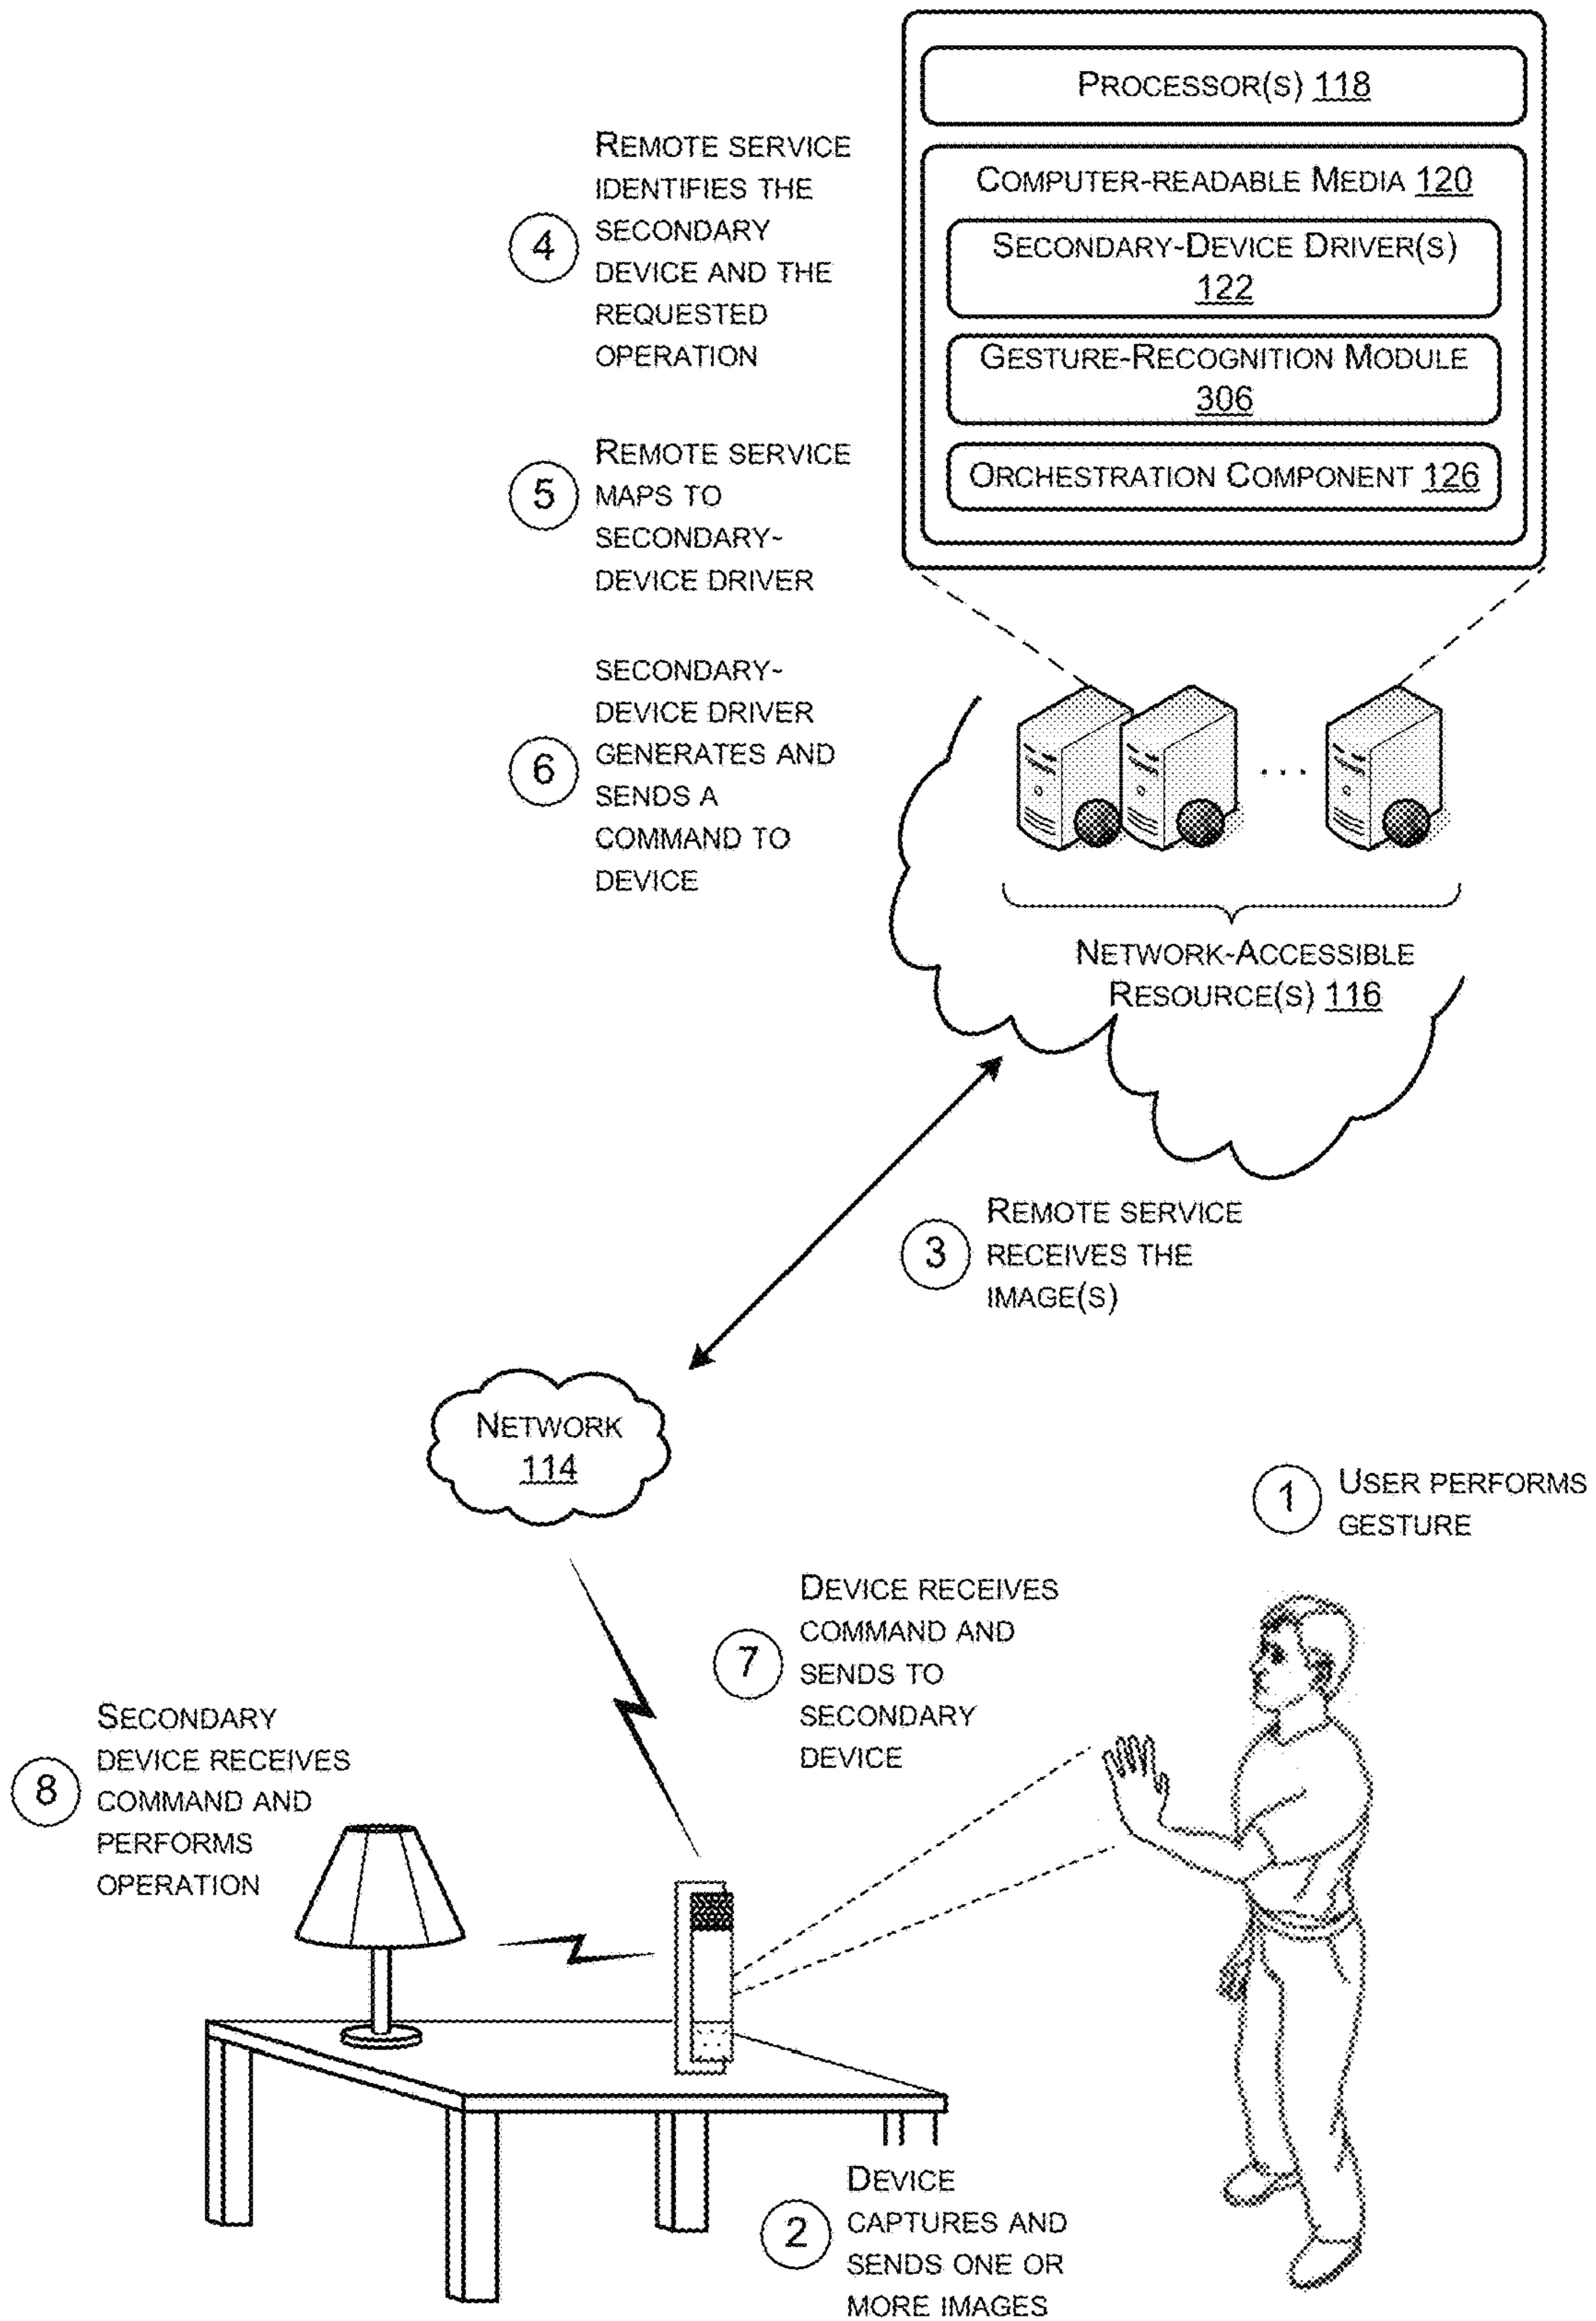 PROCESSOR(S) 118
COMPUTER-READABLE MEDIA 120
SECONDARY-DEVICE DRIVER(S)
122
GESTURE-RECOGNITION MODULE
306
ORCHESTRATION COMPONENT 126
4
REMOTE SERVICE
IDENTIFIES THE
SECONDARY
DEVICE AND THE
REQUESTED
OPERATION
5
REMOTE SERVICE
MAPS TO
SECONDARY-
DEVICE DRIVER
6
SECONDARY-
DEVICE DRIVER
GENERATES AND
SENDS A
COMMAND TO
DEVICE
...
NETWORK-ACCESSIBLE
RESOURCE(S) 116
3
REMOTE SERVICE
RECEIVES THE
IMAGE(S)
NETWORK
114
1
USER PERFORMS
GESTURE
7
DEVICE RECEIVES
COMMAND AND
SENDS TO
SECONDARY
DEVICE
8
SECONDARY
DEVICE RECEIVES
COMMAND AND
PERFORMS
OPERATION
2
DEVICE
CAPTURES AND
SENDS ONE OR
MORE IMAGES